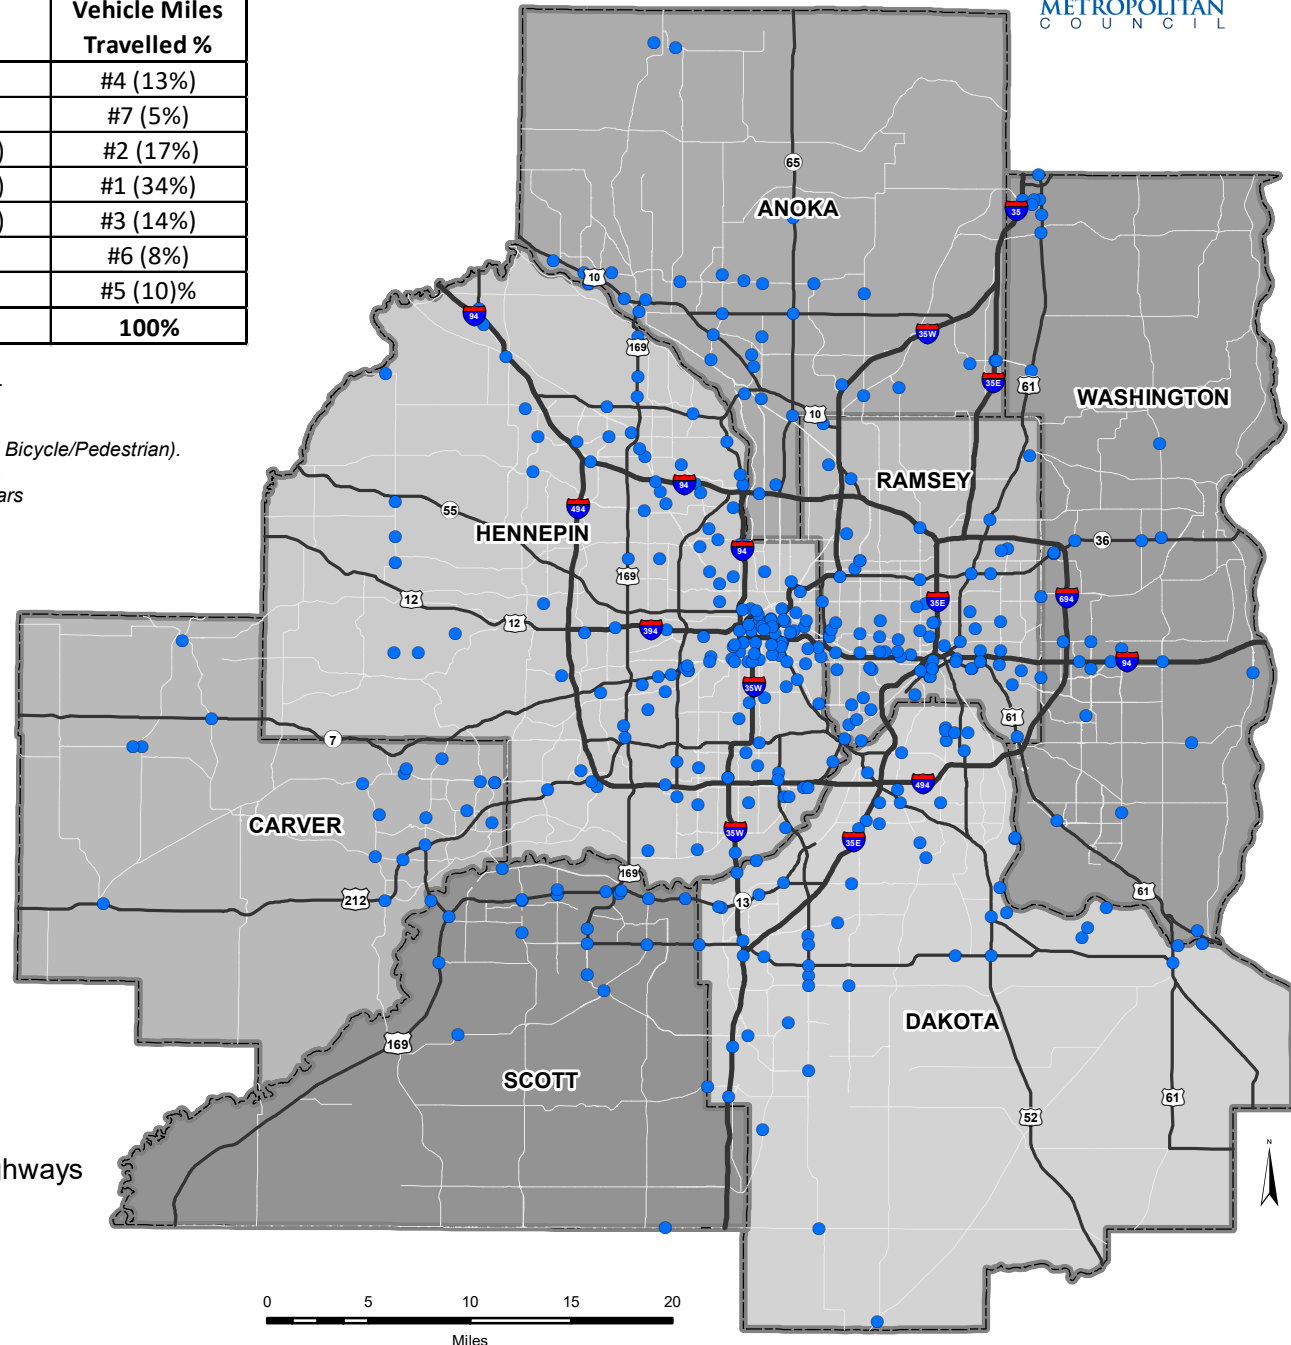 Vehicle Miles
Travelled %
#4 (13%)
#7 (5%)
) #2 (17%)
) #1 (34%)
) #3 (14%)
#6 (8%)
#5 (10)%
100%
Bicycle/Pedestrian).
ars
METROPOLITAN
COUNCIL
65
ANOKA
35
10
94
35W
169
35E
61
WASHINGTON
10
RAMSEY
94
55
494
HENNEPIN
36
94
169
12
35E
694
12
394
94
35W
61
7
494
CARVER
35W
35E
169
61
212
13
DAKOTA
169
SCOTT
61
52
ghways
N
0 5 10 15 20
Miles